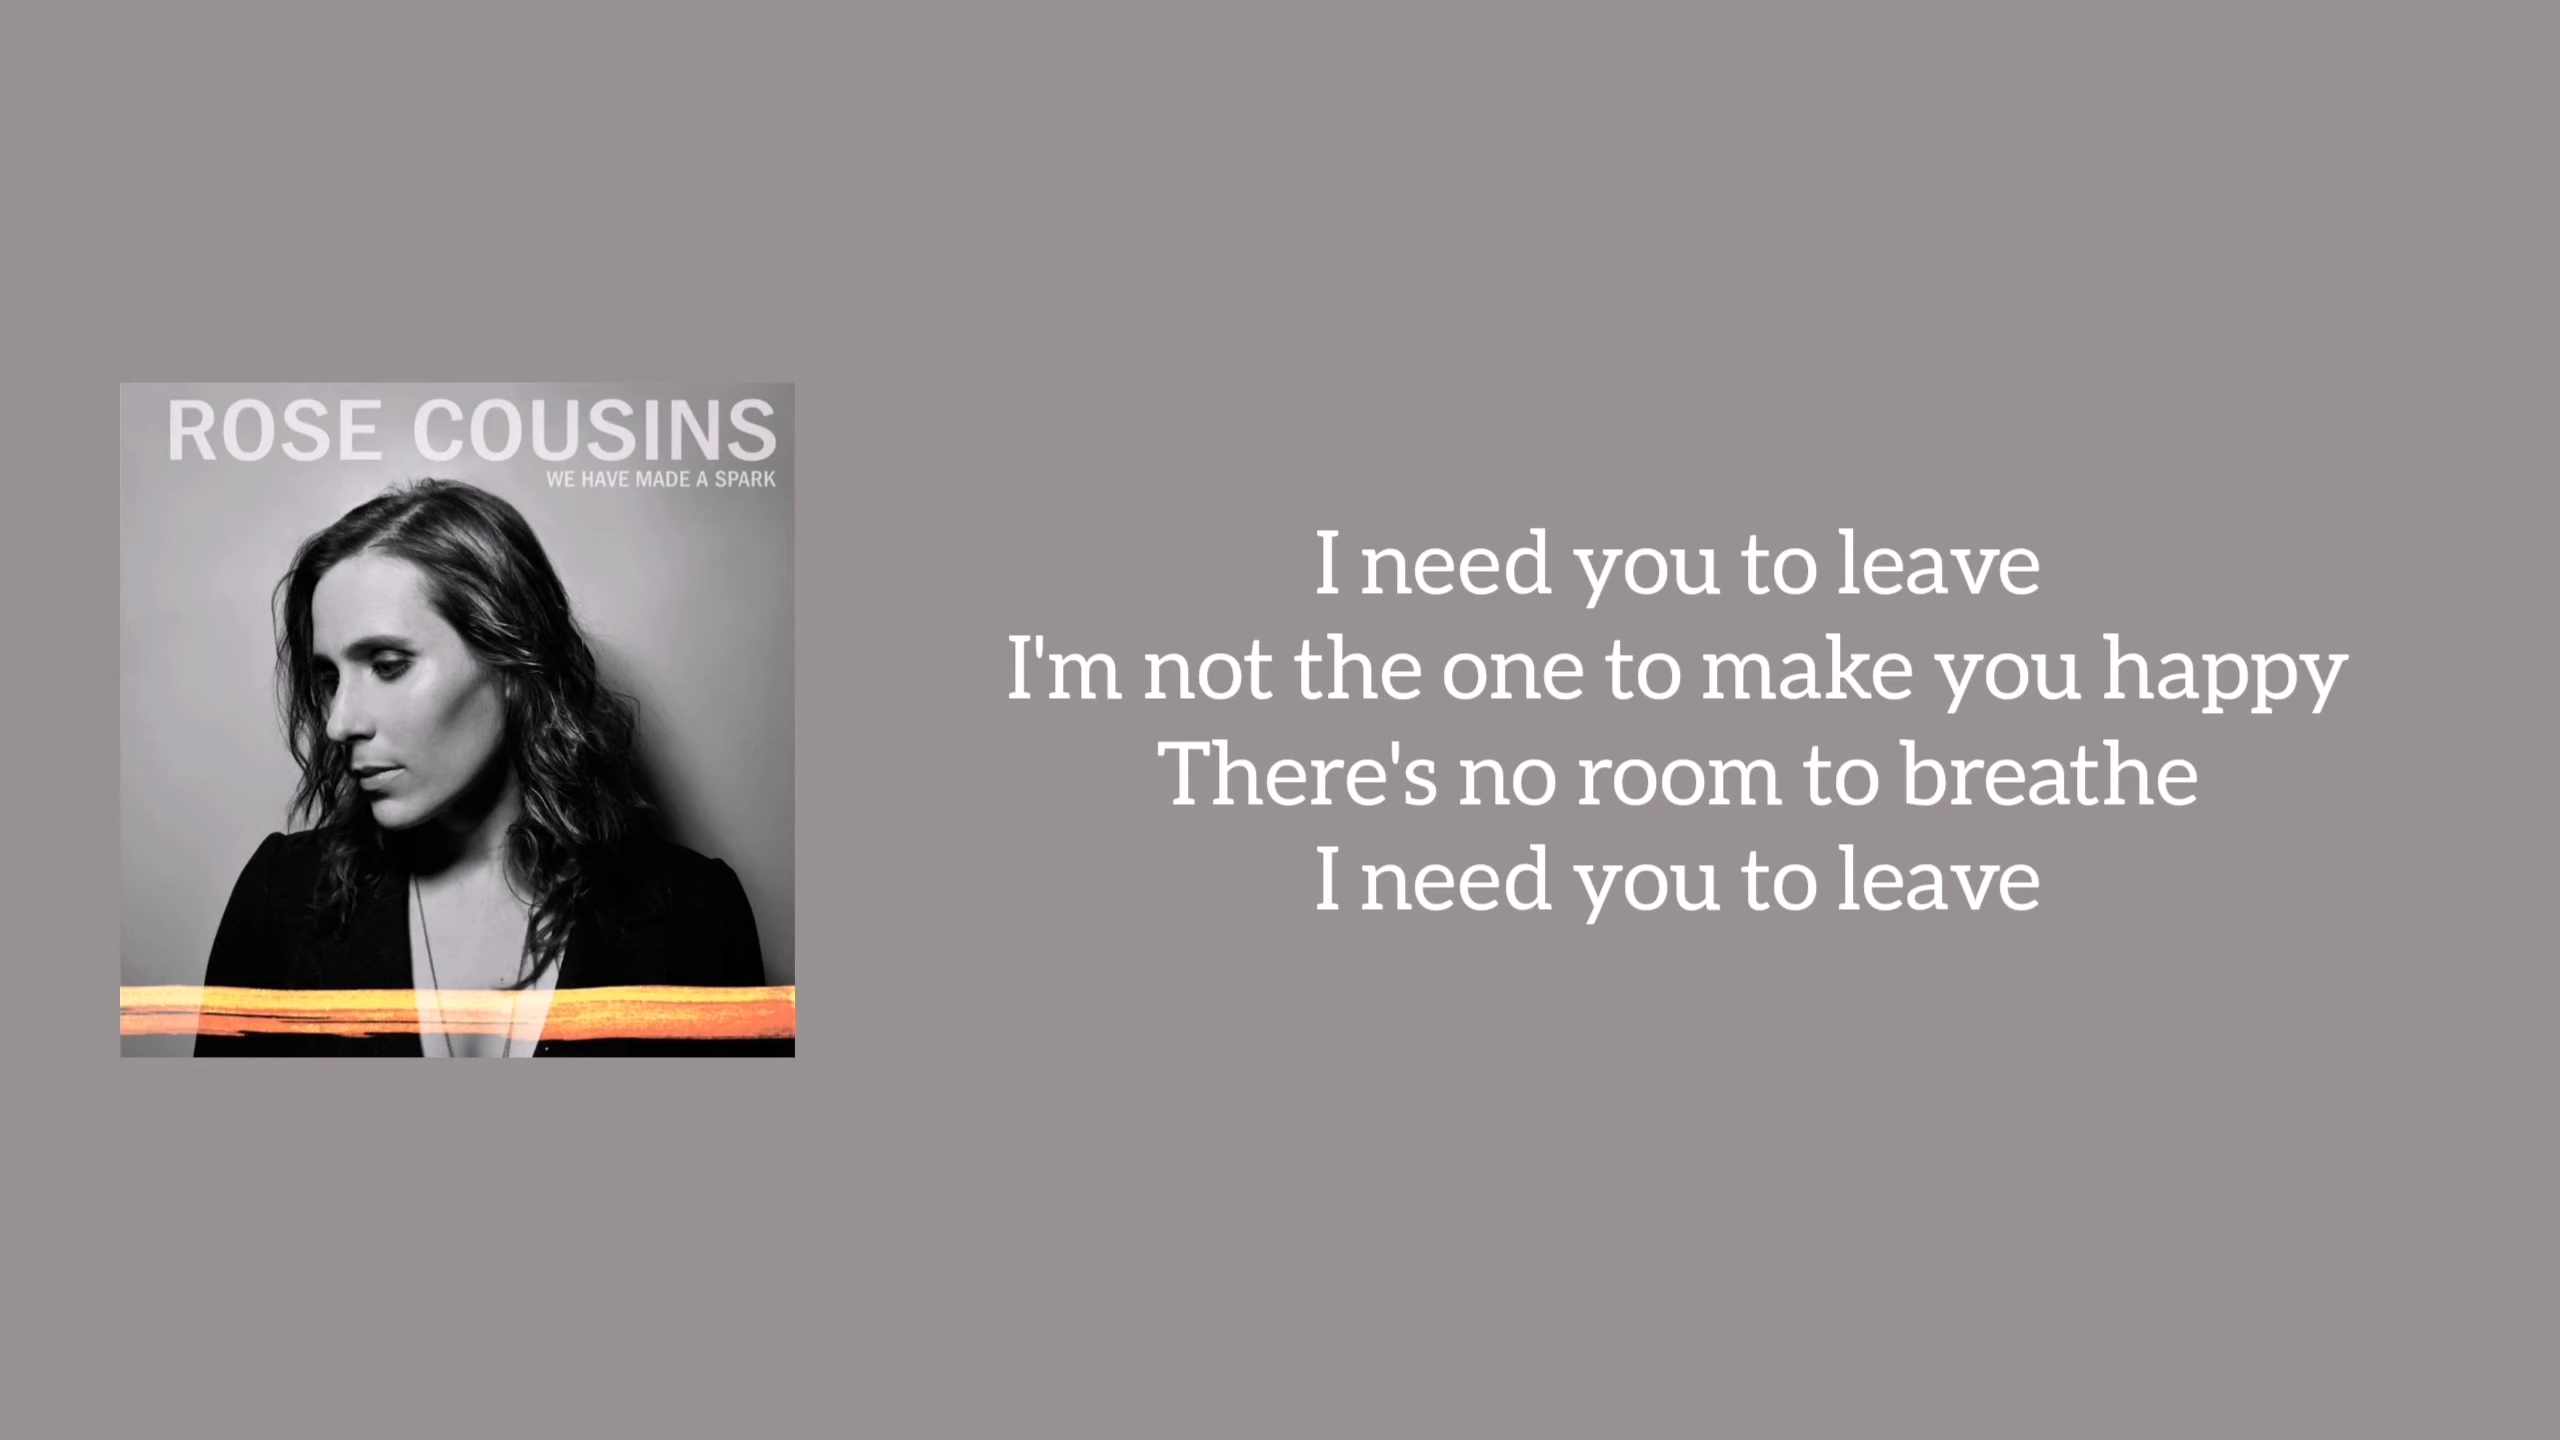 ROSE COUSINS
WE HAVE MADE A SPARK
I need you to leave
I'm not the one to make you happy
There's no room to breathe
I need you to leave